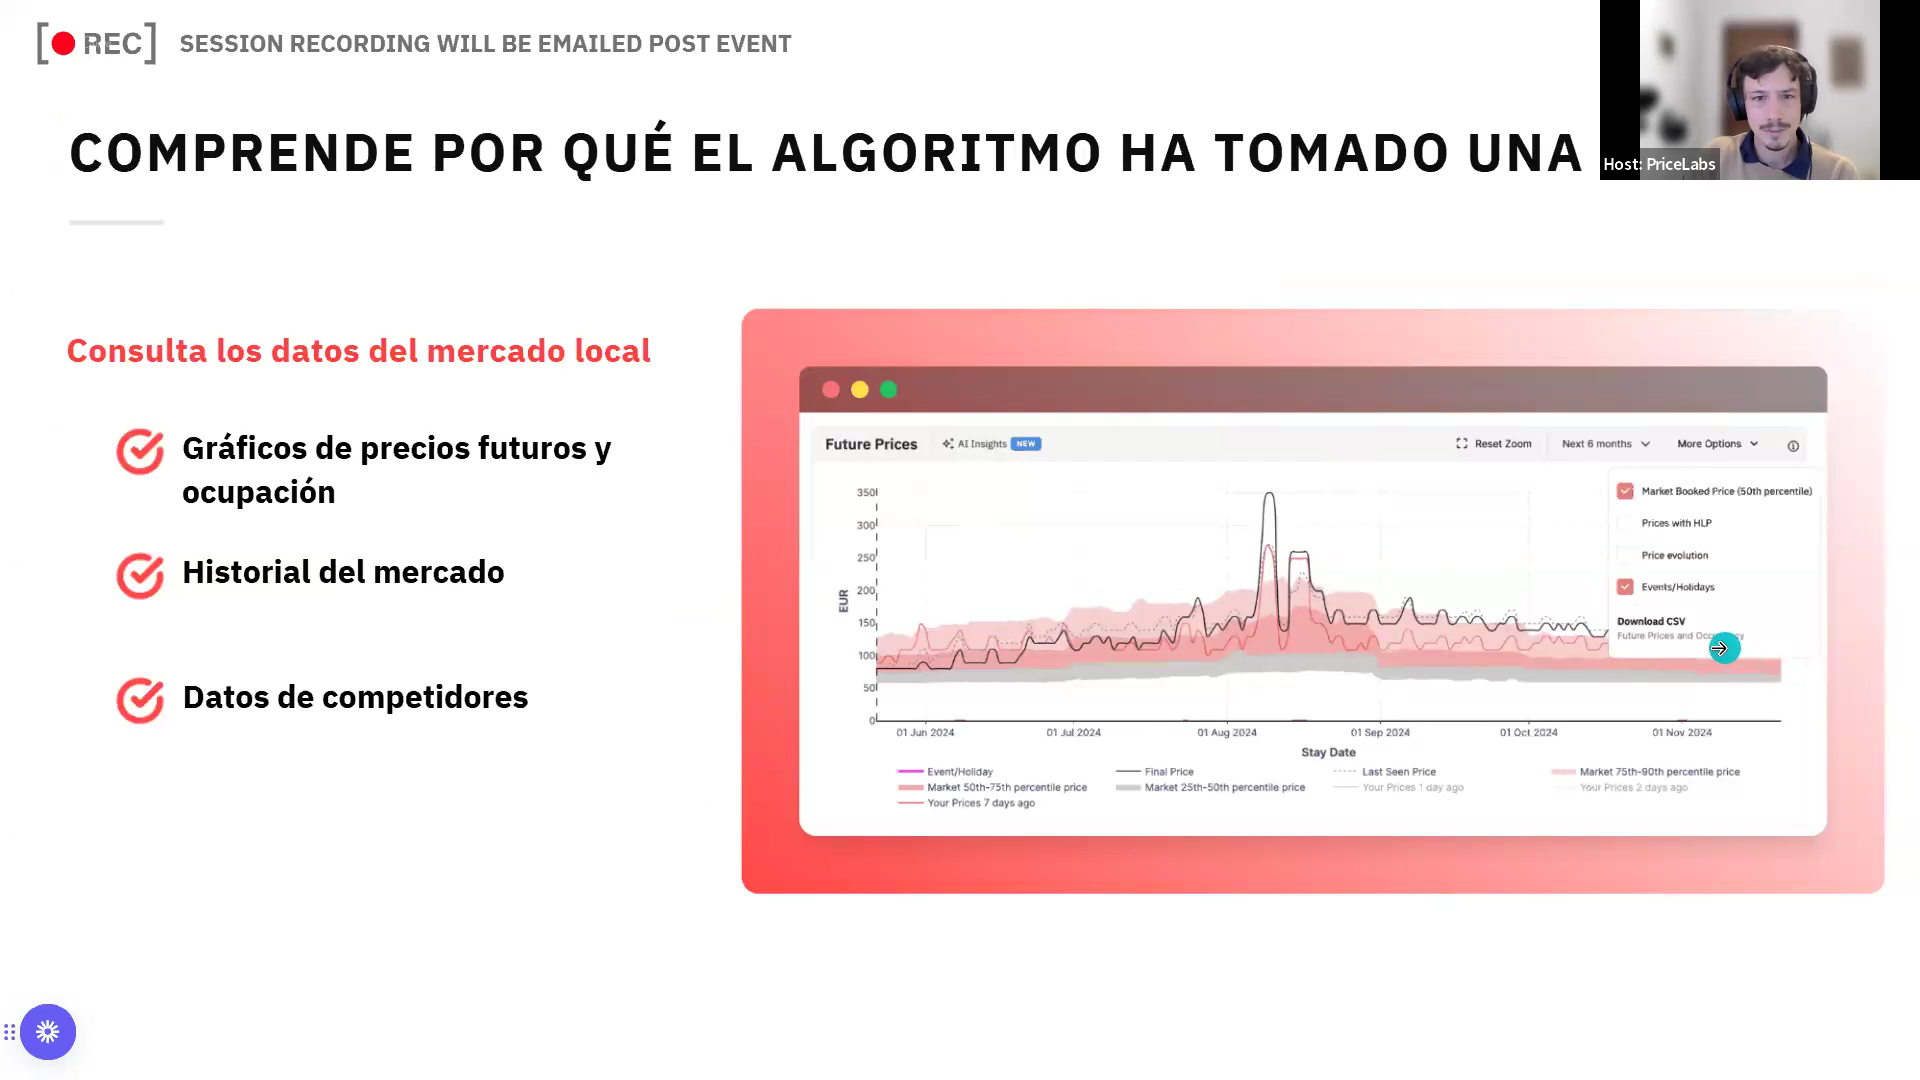 REC
SESSION RECORDING WILL BE EMAILED POST EVENT
COMPRENDE POR QUÉ EL ALGORITMO HA TOMADO UNA
Host: PriceLabs
Consulta los datos del mercado local
Gráficos de precios futuros y
ocupación
Historial del mercado
Datos de competidores
Future Prices
AI Insights NEW
Reset Zoom
Next 6 months
More Options
Market Booked Price (50th percentile)
Prices with HLP
Price evolution
Events/Holidays
Download CSV
Future Prices and
350
300
250
200
150
100
50
0
EUR
01 Jun 2024
01 Jul 2024
01 Aug 2024
01 Sep 2024
01 Oct 2024
01 Nov 2024
Stay Date
Event/Holiday
Final Price
Last Seen Price
Market 75th-90th percentile price
Market 50th-75th percentile price
Market 25th-50th percentile price
Your Prices 1 day ago
Your Prices 2 days ago
Your Prices 7 days ago